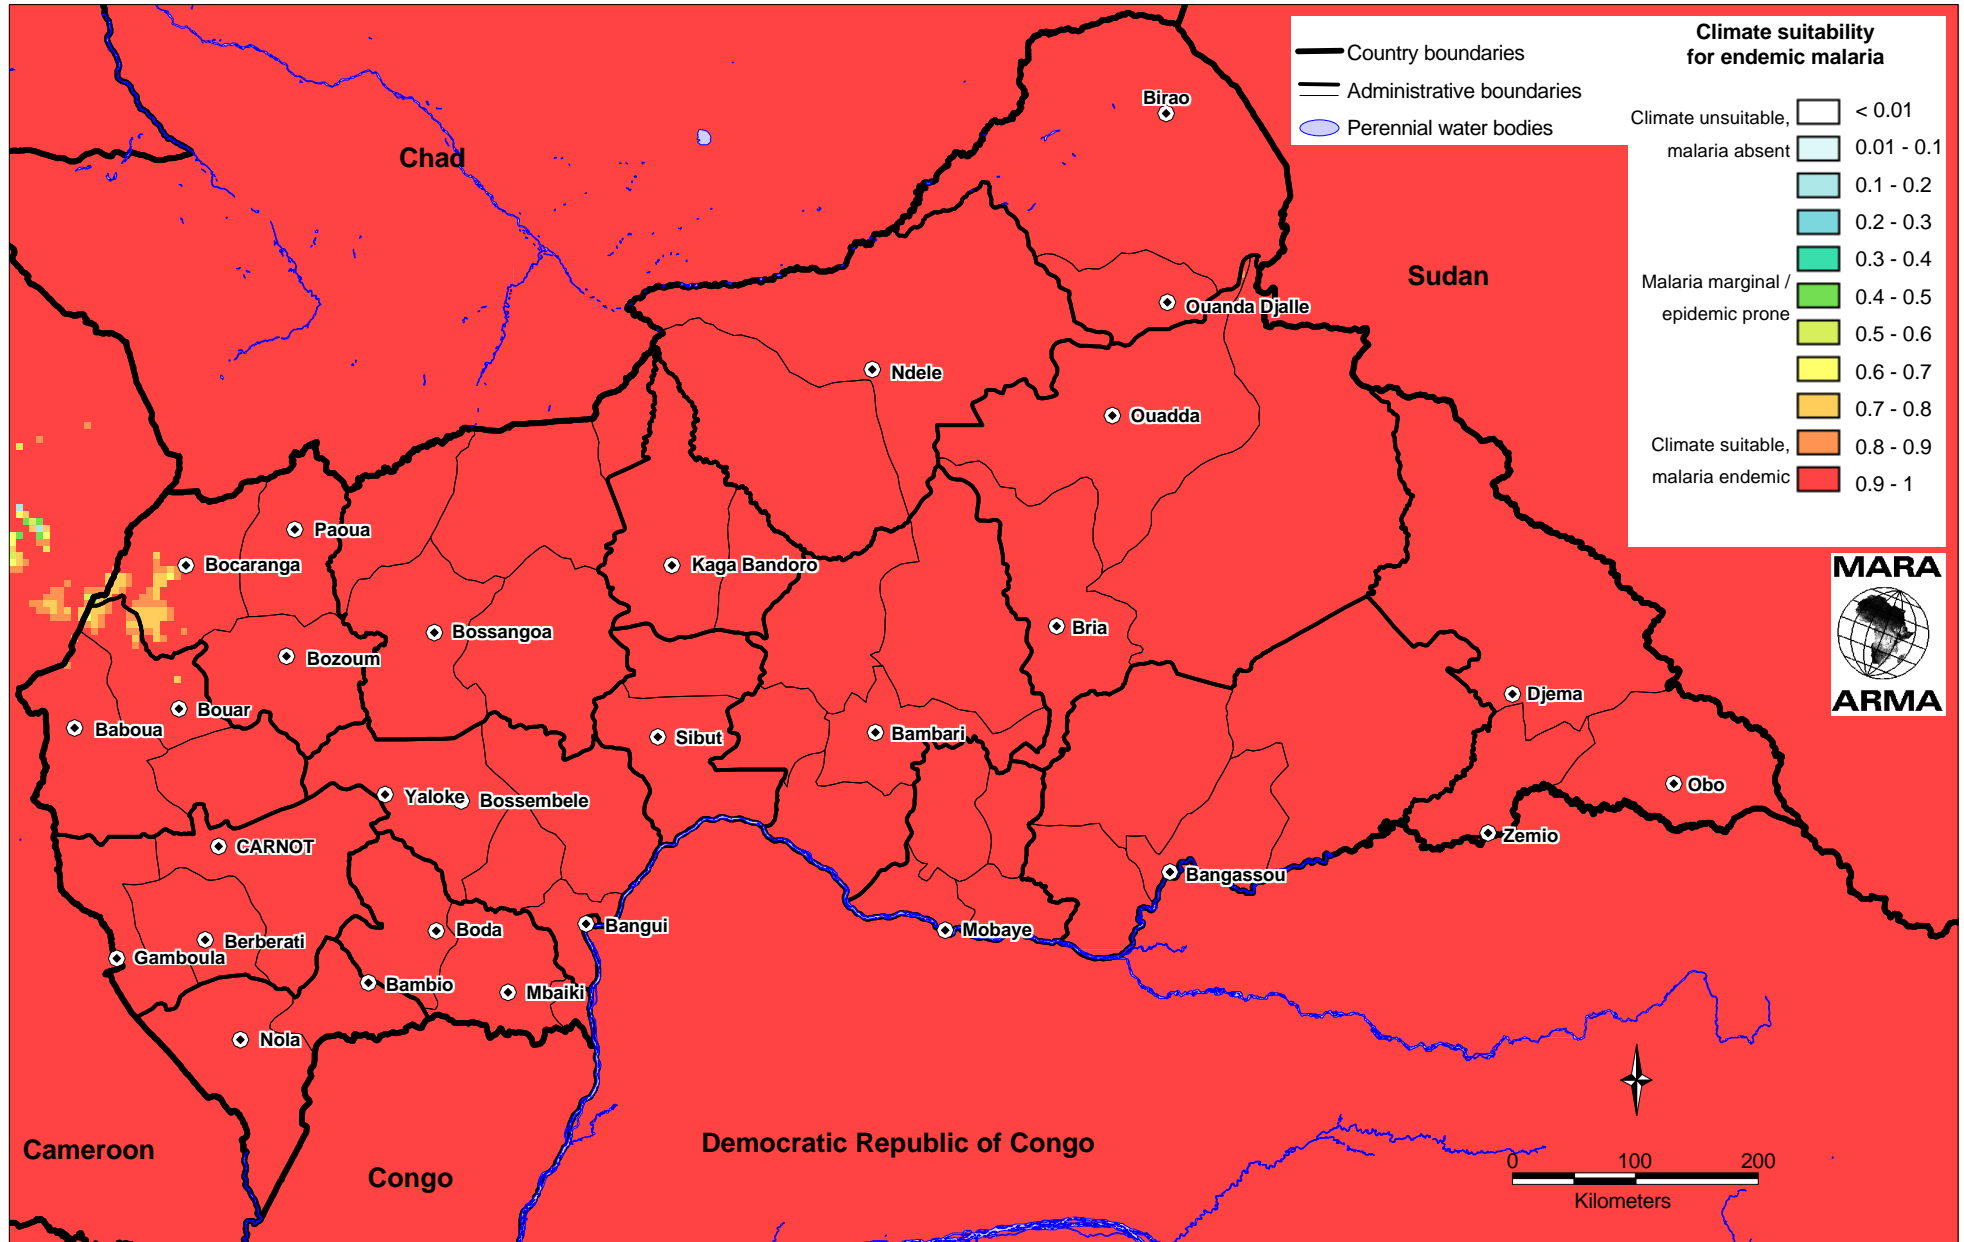 Climate suitability
for endemic malaria
Country boundaries
Administrative boundaries
Perennial water bodies
Climate unsuitable,
malaria absent
Malaria marginal /
epidemic prone
Climate suitable,
malaria endemic
< 0.01
0.01 - 0.1
0.1 - 0.2
0.2 - 0.3
0.3 - 0.4
0.4 - 0.5
0.5 - 0.6
0.6 - 0.7
0.7 - 0.8
0.8 - 0.9
0.9 - 1
MARA
ARMA
Birao
Chad
Sudan
Ouanda Djalle
Ndele
Ouadda
Paoua
Bocaranga
Kaga Bandoro
Bossangoa
Bria
Bozoum
Djema
Bouar
Baboua
Sibut
Bambari
Obo
Yaloke
Bossembele
Zemio
CARNOT
Bangassou
Bangui
Boda
Mobaye
Berberati
Gamboula
Bambio
Mbaiki
Nola
Cameroon
Congo
Democratic Republic of Congo
0 100 200
Kilometers